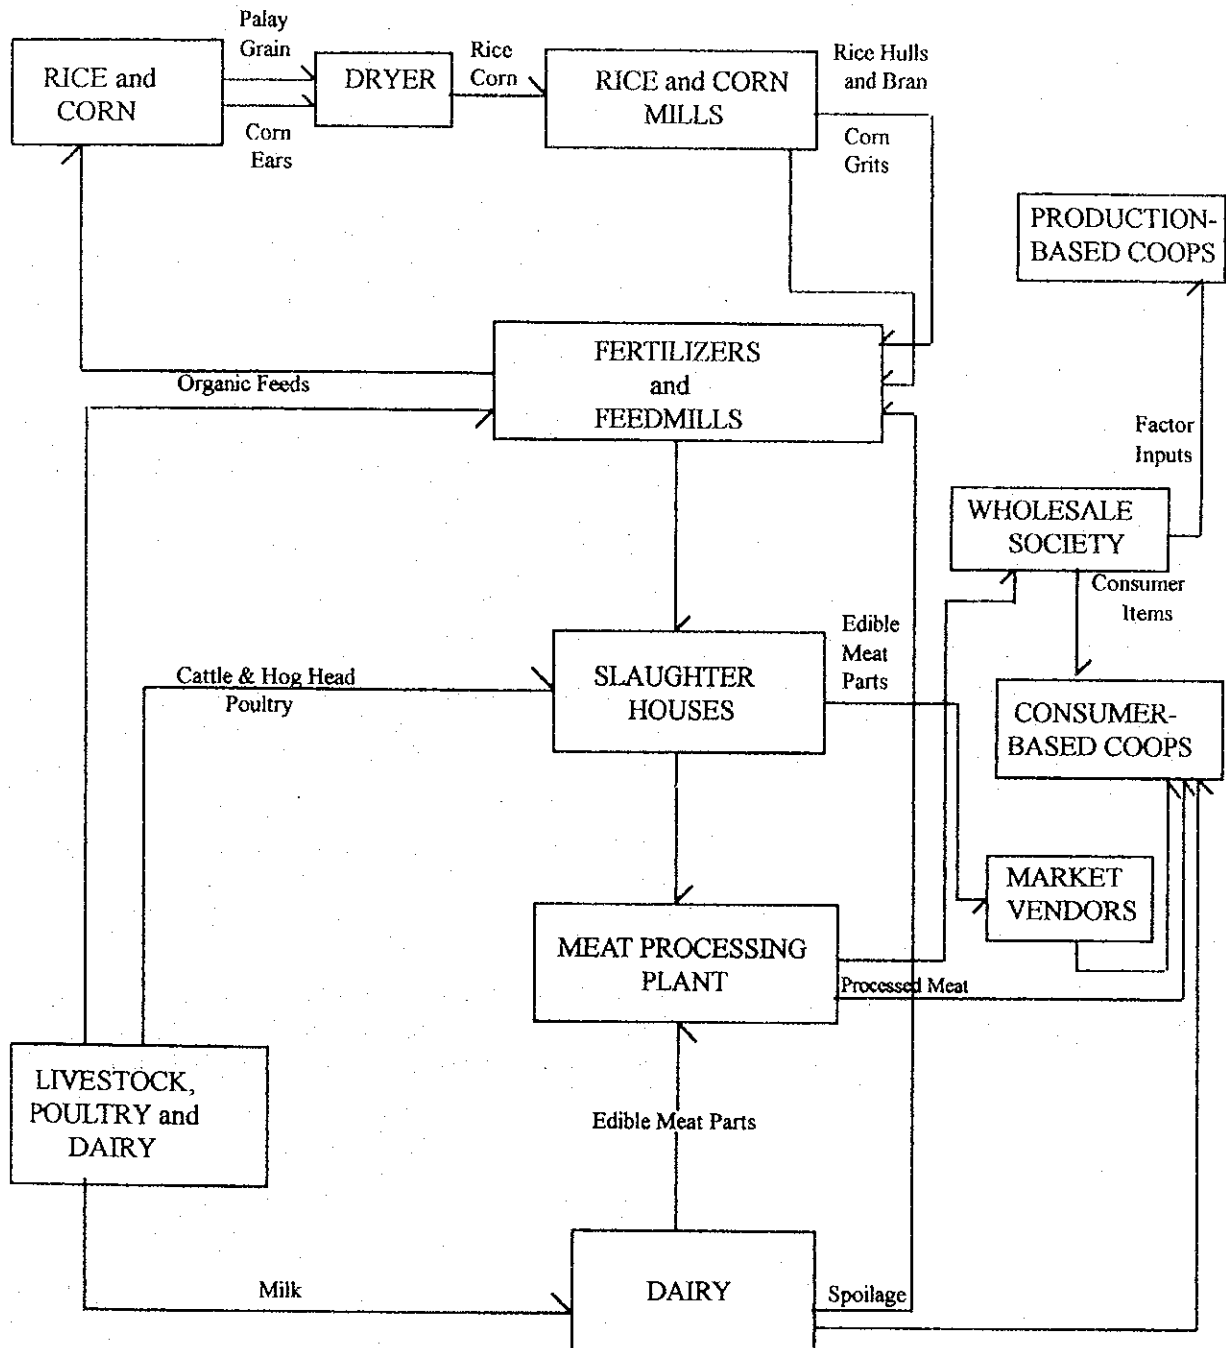 Palay
Grain
RICE and
CORN
Corn
Ears
DRYER
Rice
Corn
RICE and CORN
MILLS
Rice Hulls
and Bran
Corn
Grits
PRODUCTION-
BASED COOPS
FERTILIZERS
and
FEEDMILLS
Organic Feeds
Factor
Inputs
WHOLESALE
SOCIETY
Consumer
Items
Edible
Meat
Parts
SLAUGHTER
HOUSES
Cattle & Hog Head
Poultry
CONSUMER-
BASED COOPS
MARKET
VENDORS
MEAT PROCESSING
PLANT
Processed Meat
LIVESTOCK,
POULTRY and
DAIRY
Edible Meat Parts
Milk
DAIRY
Spoilage